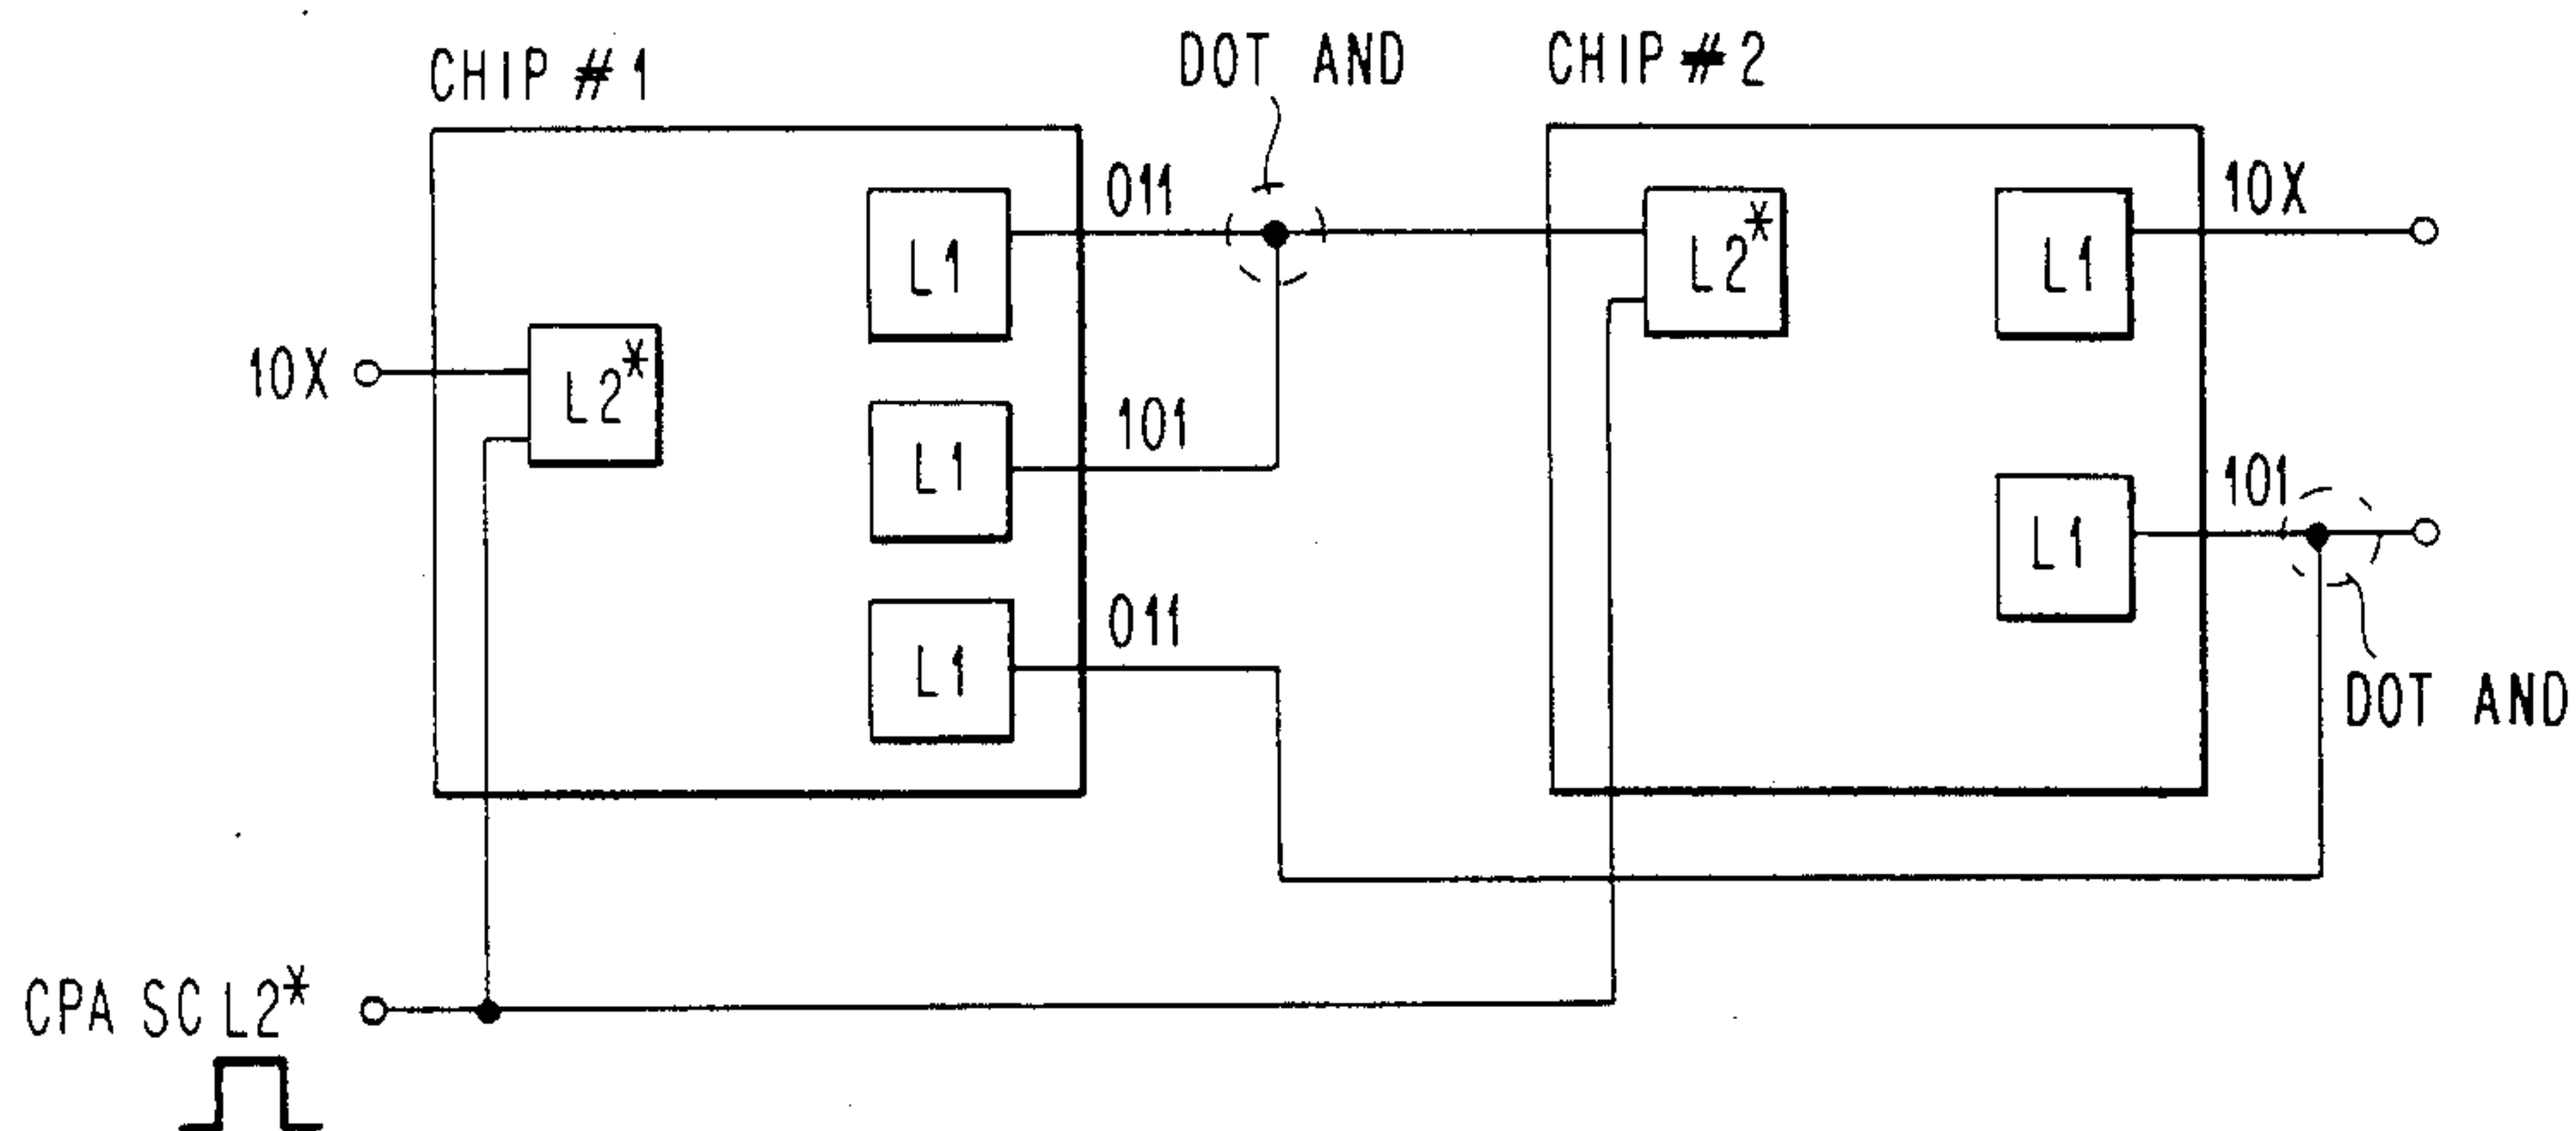 CHIP #1
DOT AND
CHIP #2
011
10X
L1
L2*
L1
10X
L2*
101
L1
101
L1
011
L1
DOT AND
CPA SC L2*